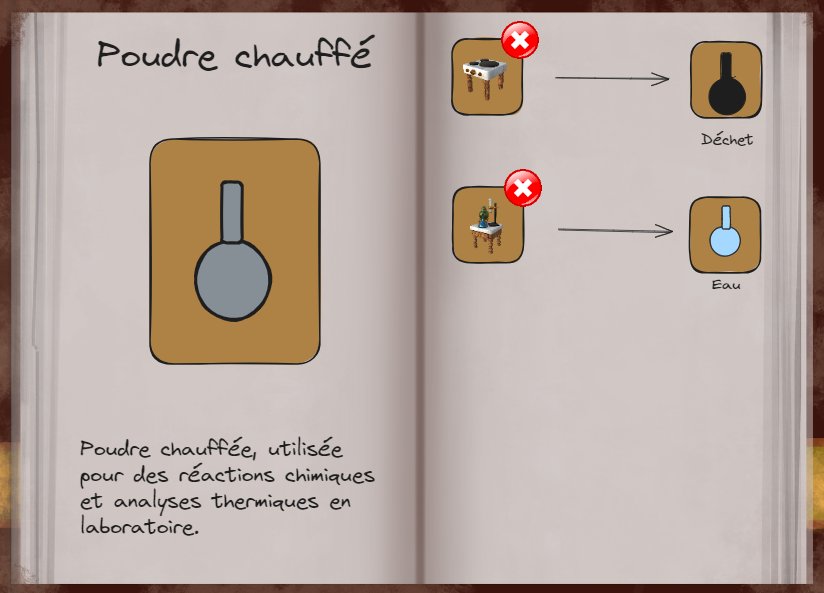 Poudre chauffé
Poudre chauffée, utilisée
pour des réactions chimiques
et analyses thermiques en
laboratoire.
Déchet
Eau